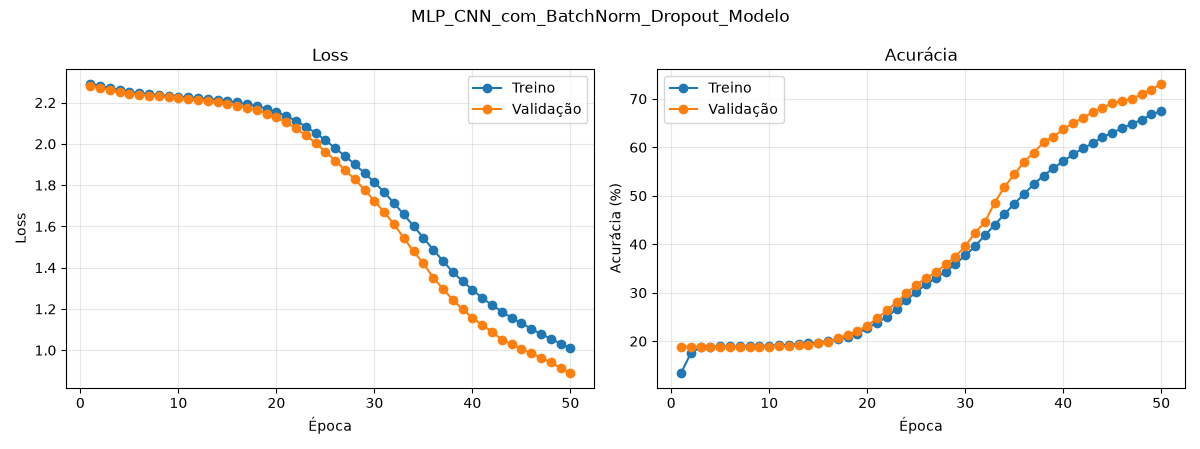 MLP_CNN_com_BatchNorm_Dropout_Modelo
Loss
Treino
Validação
2.2
2.0
1.8
1.6
1.4
1.2
1.0
Loss
0
10
20
30
40
50
Época
Acurácia
Treino
Validação
70
60
50
40
30
20
Acurácia (%)
0
10
20
30
40
50
Época